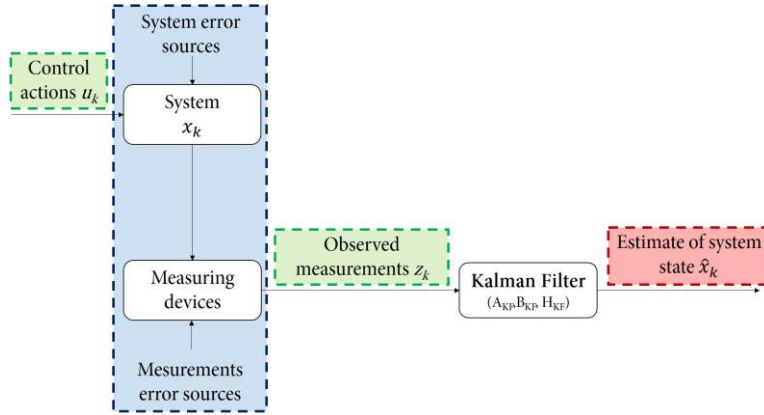 System error
sources
Control
actions u_k
System
x_k
Observed
measurements z_k
Estimate of system
state x̂_k
Measuring
devices
Kalman Filter
(A_KF,B_KF, H_KF)
Mesurements
error sources